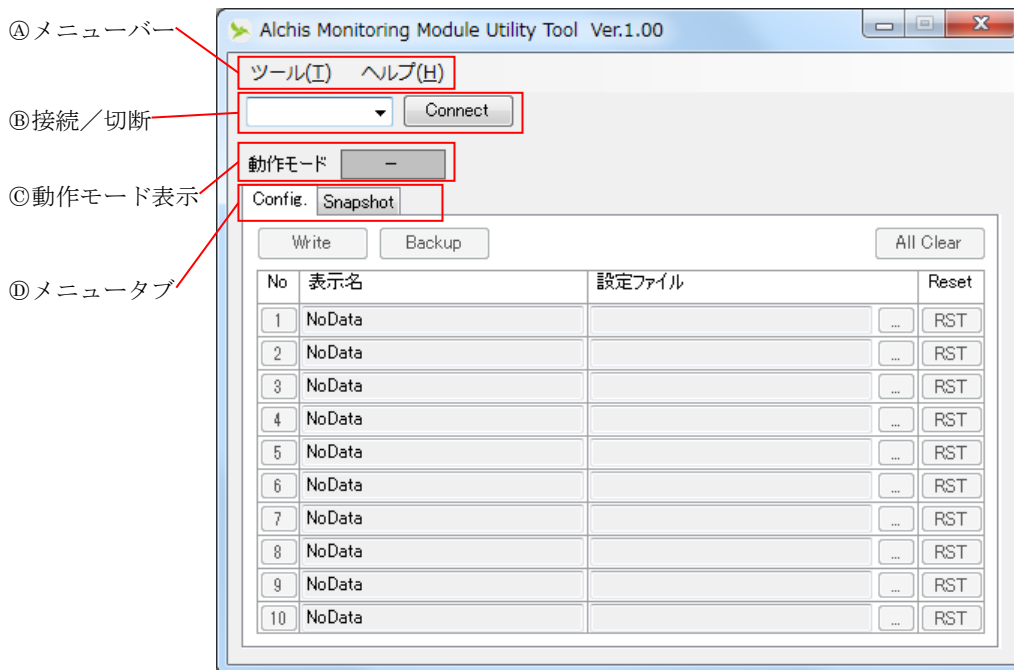 Alchis Monitoring Module Utility Tool Ver.1.00
Ⓐメニューバー
ツール(T) ヘルプ(H)
Ⓑ接続／切断
Connect
Ⓒ動作モード表示
動作モード －
Ⓓメニュータブ
Config. Snapshot
Write Backup All Clear
No 表示名 設定ファイル Reset
1 NoData ... RST
2 NoData ... RST
3 NoData ... RST
4 NoData ... RST
5 NoData ... RST
6 NoData ... RST
7 NoData ... RST
8 NoData ... RST
9 NoData ... RST
10 NoData ... RST